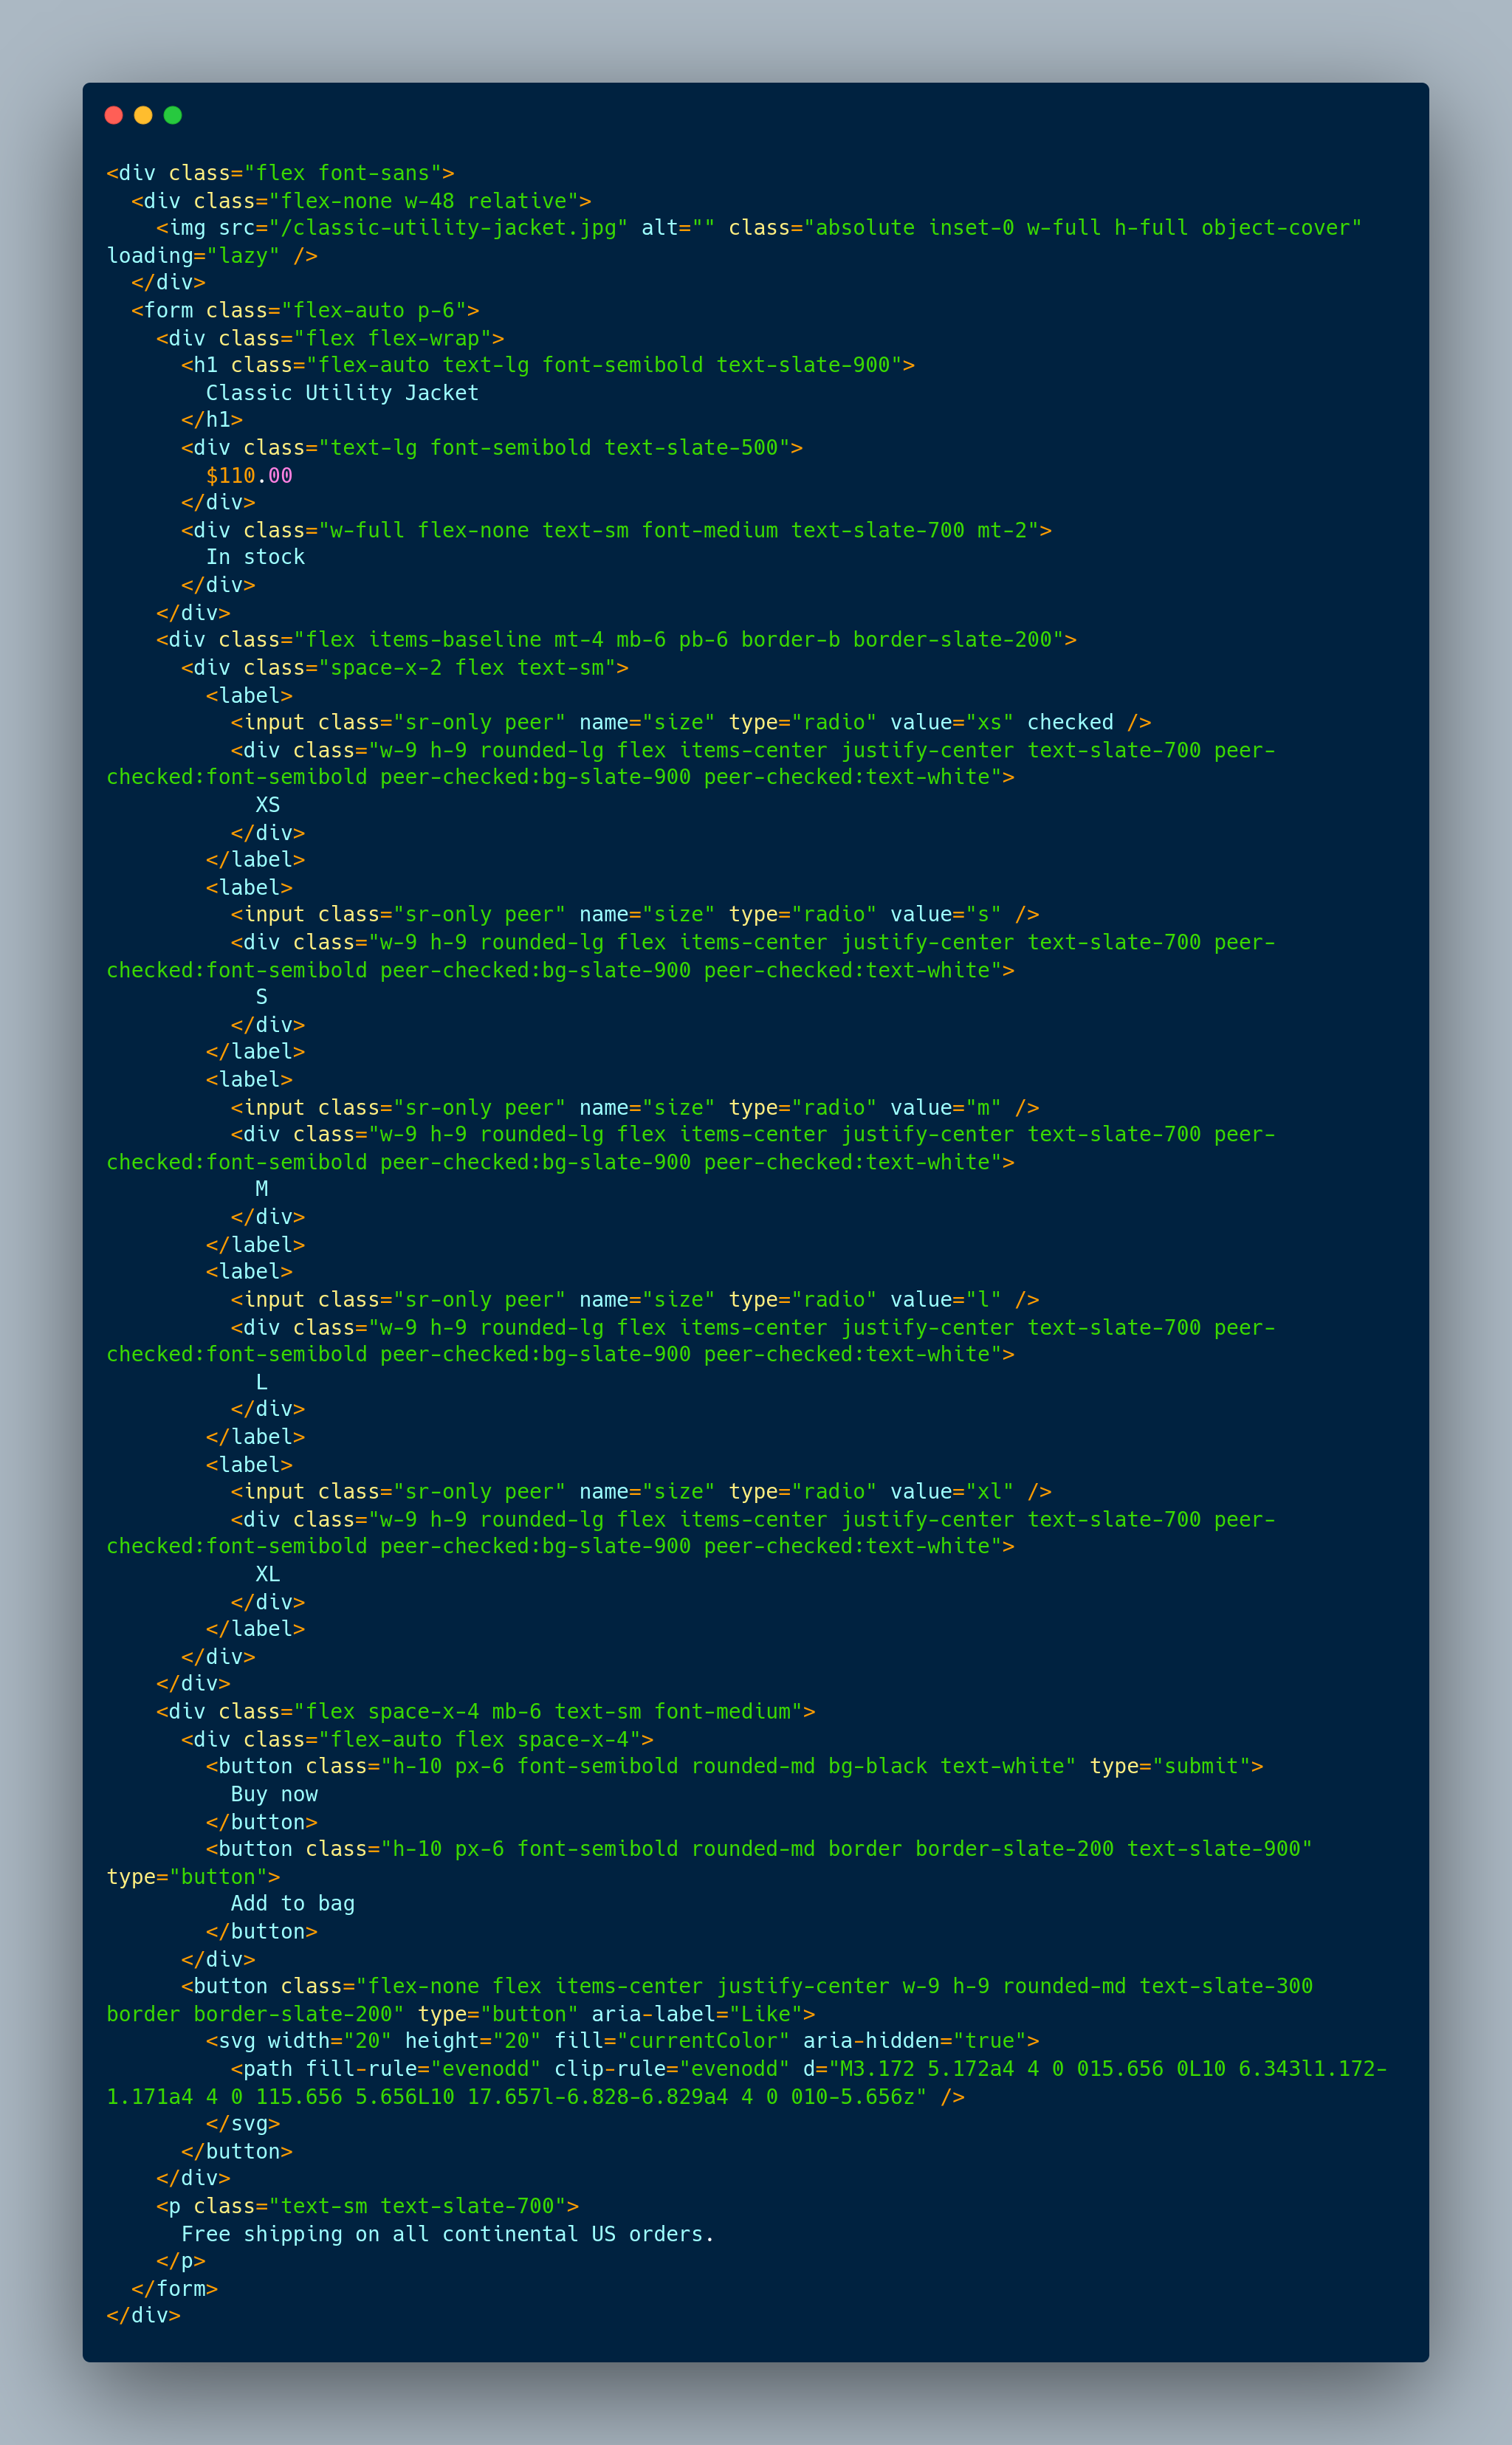 <div class="flex font-sans">
  <div class="flex-none w-48 relative">
    <img src="/classic-utility-jacket.jpg" alt="" class="absolute inset-0 w-full h-full object-cover"
loading="lazy" />
  </div>
  <form class="flex-auto p-6">
    <div class="flex flex-wrap">
      <h1 class="flex-auto text-lg font-semibold text-slate-900">
        Classic Utility Jacket
      </h1>
      <div class="text-lg font-semibold text-slate-500">
        $110.00
      </div>
      <div class="w-full flex-none text-sm font-medium text-slate-700 mt-2">
        In stock
      </div>
    </div>
    <div class="flex items-baseline mt-4 mb-6 pb-6 border-b border-slate-200">
      <div class="space-x-2 flex text-sm">
        <label>
          <input class="sr-only peer" name="size" type="radio" value="xs" checked />
          <div class="w-9 h-9 rounded-lg flex items-center justify-center text-slate-700 peer-
checked:font-semibold peer-checked:bg-slate-900 peer-checked:text-white">
            XS
          </div>
        </label>
        <label>
          <input class="sr-only peer" name="size" type="radio" value="s" />
          <div class="w-9 h-9 rounded-lg flex items-center justify-center text-slate-700 peer-
checked:font-semibold peer-checked:bg-slate-900 peer-checked:text-white">
            S
          </div>
        </label>
        <label>
          <input class="sr-only peer" name="size" type="radio" value="m" />
          <div class="w-9 h-9 rounded-lg flex items-center justify-center text-slate-700 peer-
checked:font-semibold peer-checked:bg-slate-900 peer-checked:text-white">
            M
          </div>
        </label>
        <label>
          <input class="sr-only peer" name="size" type="radio" value="l" />
          <div class="w-9 h-9 rounded-lg flex items-center justify-center text-slate-700 peer-
checked:font-semibold peer-checked:bg-slate-900 peer-checked:text-white">
            L
          </div>
        </label>
        <label>
          <input class="sr-only peer" name="size" type="radio" value="xl" />
          <div class="w-9 h-9 rounded-lg flex items-center justify-center text-slate-700 peer-
checked:font-semibold peer-checked:bg-slate-900 peer-checked:text-white">
            XL
          </div>
        </label>
      </div>
    </div>
    <div class="flex space-x-4 mb-6 text-sm font-medium">
      <div class="flex-auto flex space-x-4">
        <button class="h-10 px-6 font-semibold rounded-md bg-black text-white" type="submit">
          Buy now
        </button>
        <button class="h-10 px-6 font-semibold rounded-md border border-slate-200 text-slate-900"
type="button">
          Add to bag
        </button>
      </div>
      <button class="flex-none flex items-center justify-center w-9 h-9 rounded-md text-slate-300
border border-slate-200" type="button" aria-label="Like">
        <svg width="20" height="20" fill="currentColor" aria-hidden="true">
          <path fill-rule="evenodd" clip-rule="evenodd" d="M3.172 5.172a4 4 0 015.656 0L10 6.343l1.172-
1.171a4 4 0 115.656 5.656L10 17.657l-6.828-6.829a4 4 0 010-5.656z" />
        </svg>
      </button>
    </div>
    <p class="text-sm text-slate-700">
      Free shipping on all continental US orders.
    </p>
  </form>
</div>